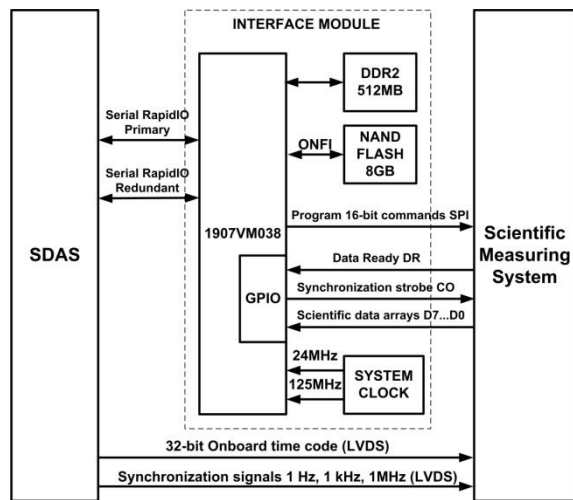 INTERFACE MODULE
DDR2
512MB
Serial RapidIO
Primary
ONFI
NAND
FLASH
8GB
Serial RapidIO
Redundant
Program 16-bit commands SPI
1907VM038
SDAS
Scientific
Measuring
System
Data Ready DR
GPIO
Synchronization strobe CO
Scientific data arrays D7...D0
24MHz
125MHz
SYSTEM
CLOCK
32-bit Onboard time code (LVDS)
Synchronization signals 1 Hz, 1 kHz, 1MHz (LVDS)